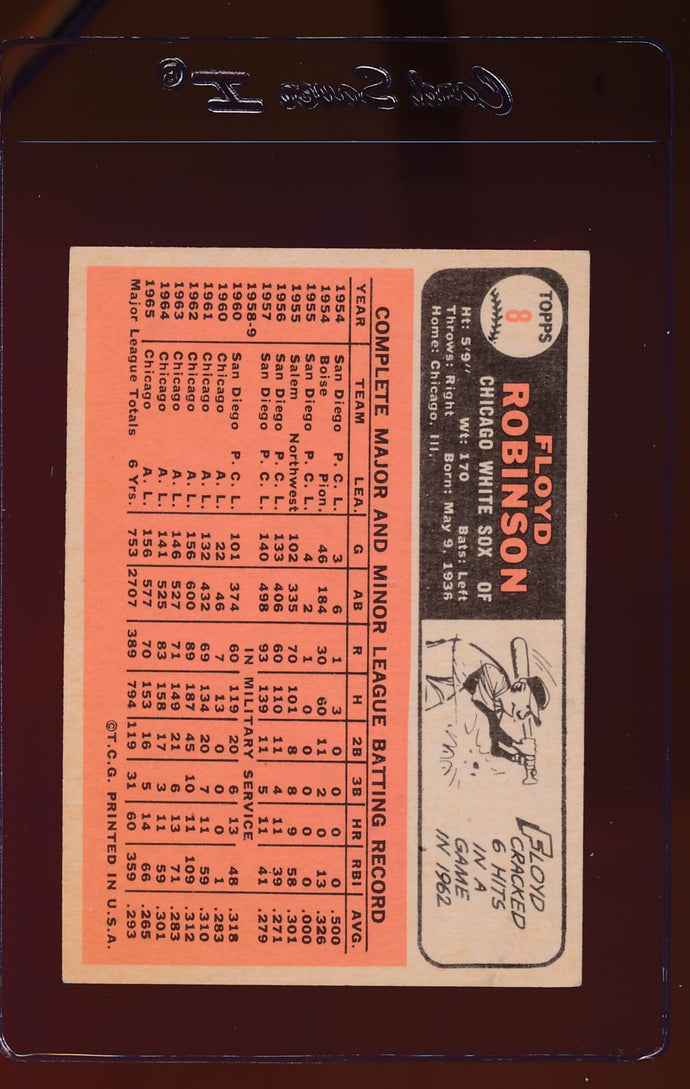 Card Saver I®
TOPPS
8
FLOYD
ROBINSON
CHICAGO WHITE SOX OF
Ht: 5'9" Wt: 170 Bats: Left
Throws: Right Born: May 9, 1936
Home: Chicago, Ill.
FLOYD
CRACKED
6 HITS
IN A
GAME
IN 1962
COMPLETE MAJOR AND MINOR LEAGUE BATTING RECORD
YEAR TEAM LEA. G AB R H 2B 3B HR RBI AVG.
1954 San Diego P. C. L. 3 6 1 3 0 0 0 0 .500
1954 Boise Pion. 46 184 30 60 11 2 0 13 .326
1955 San Diego P. C. L. 4 2 1 0 0 0 0 0 .000
1955 Salem Northwest 102 335 70 101 8 8 9 58 .301
1956 San Diego P. C. L. 133 406 60 110 11 4 11 39 .271
1957 San Diego P. C. L. 140 498 93 139 11 5 11 41 .279
1958-9 IN MILITARY SERVICE
1960 San Diego P. C. L. 101 374 60 119 20 6 13 48 .318
1960 Chicago A. L. 22 46 7 13 0 0 0 1 .283
1961 Chicago A. L. 132 432 69 134 20 7 11 59 .310
1962 Chicago A. L. 156 600 89 187 45 10 11 109 .312
1963 Chicago A. L. 146 527 71 149 21 6 13 71 .283
1964 Chicago A. L. 141 525 83 158 17 3 11 59 .301
1965 Chicago A. L. 156 577 70 153 16 5 14 66 .265
Major League Totals 6 Yrs. 753 2707 389 794 119 31 60 359 .293
©T.C.G. PRINTED IN U.S.A.